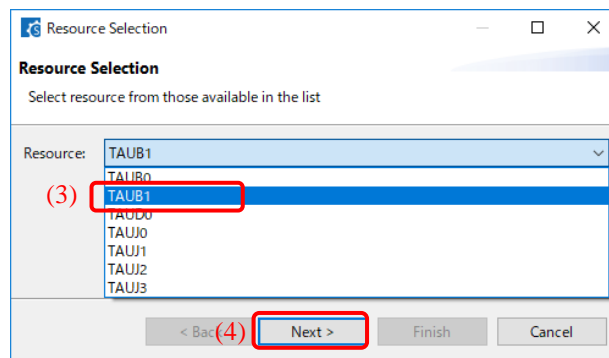 Resource Selection
Resource Selection
Select resource from those available in the list
Resource: TAUB1
TAUB0
(3) TAUB1
TAUD0
TAUJ0
TAUJ1
TAUJ2
TAUJ3
< Back (4) Next > Finish Cancel